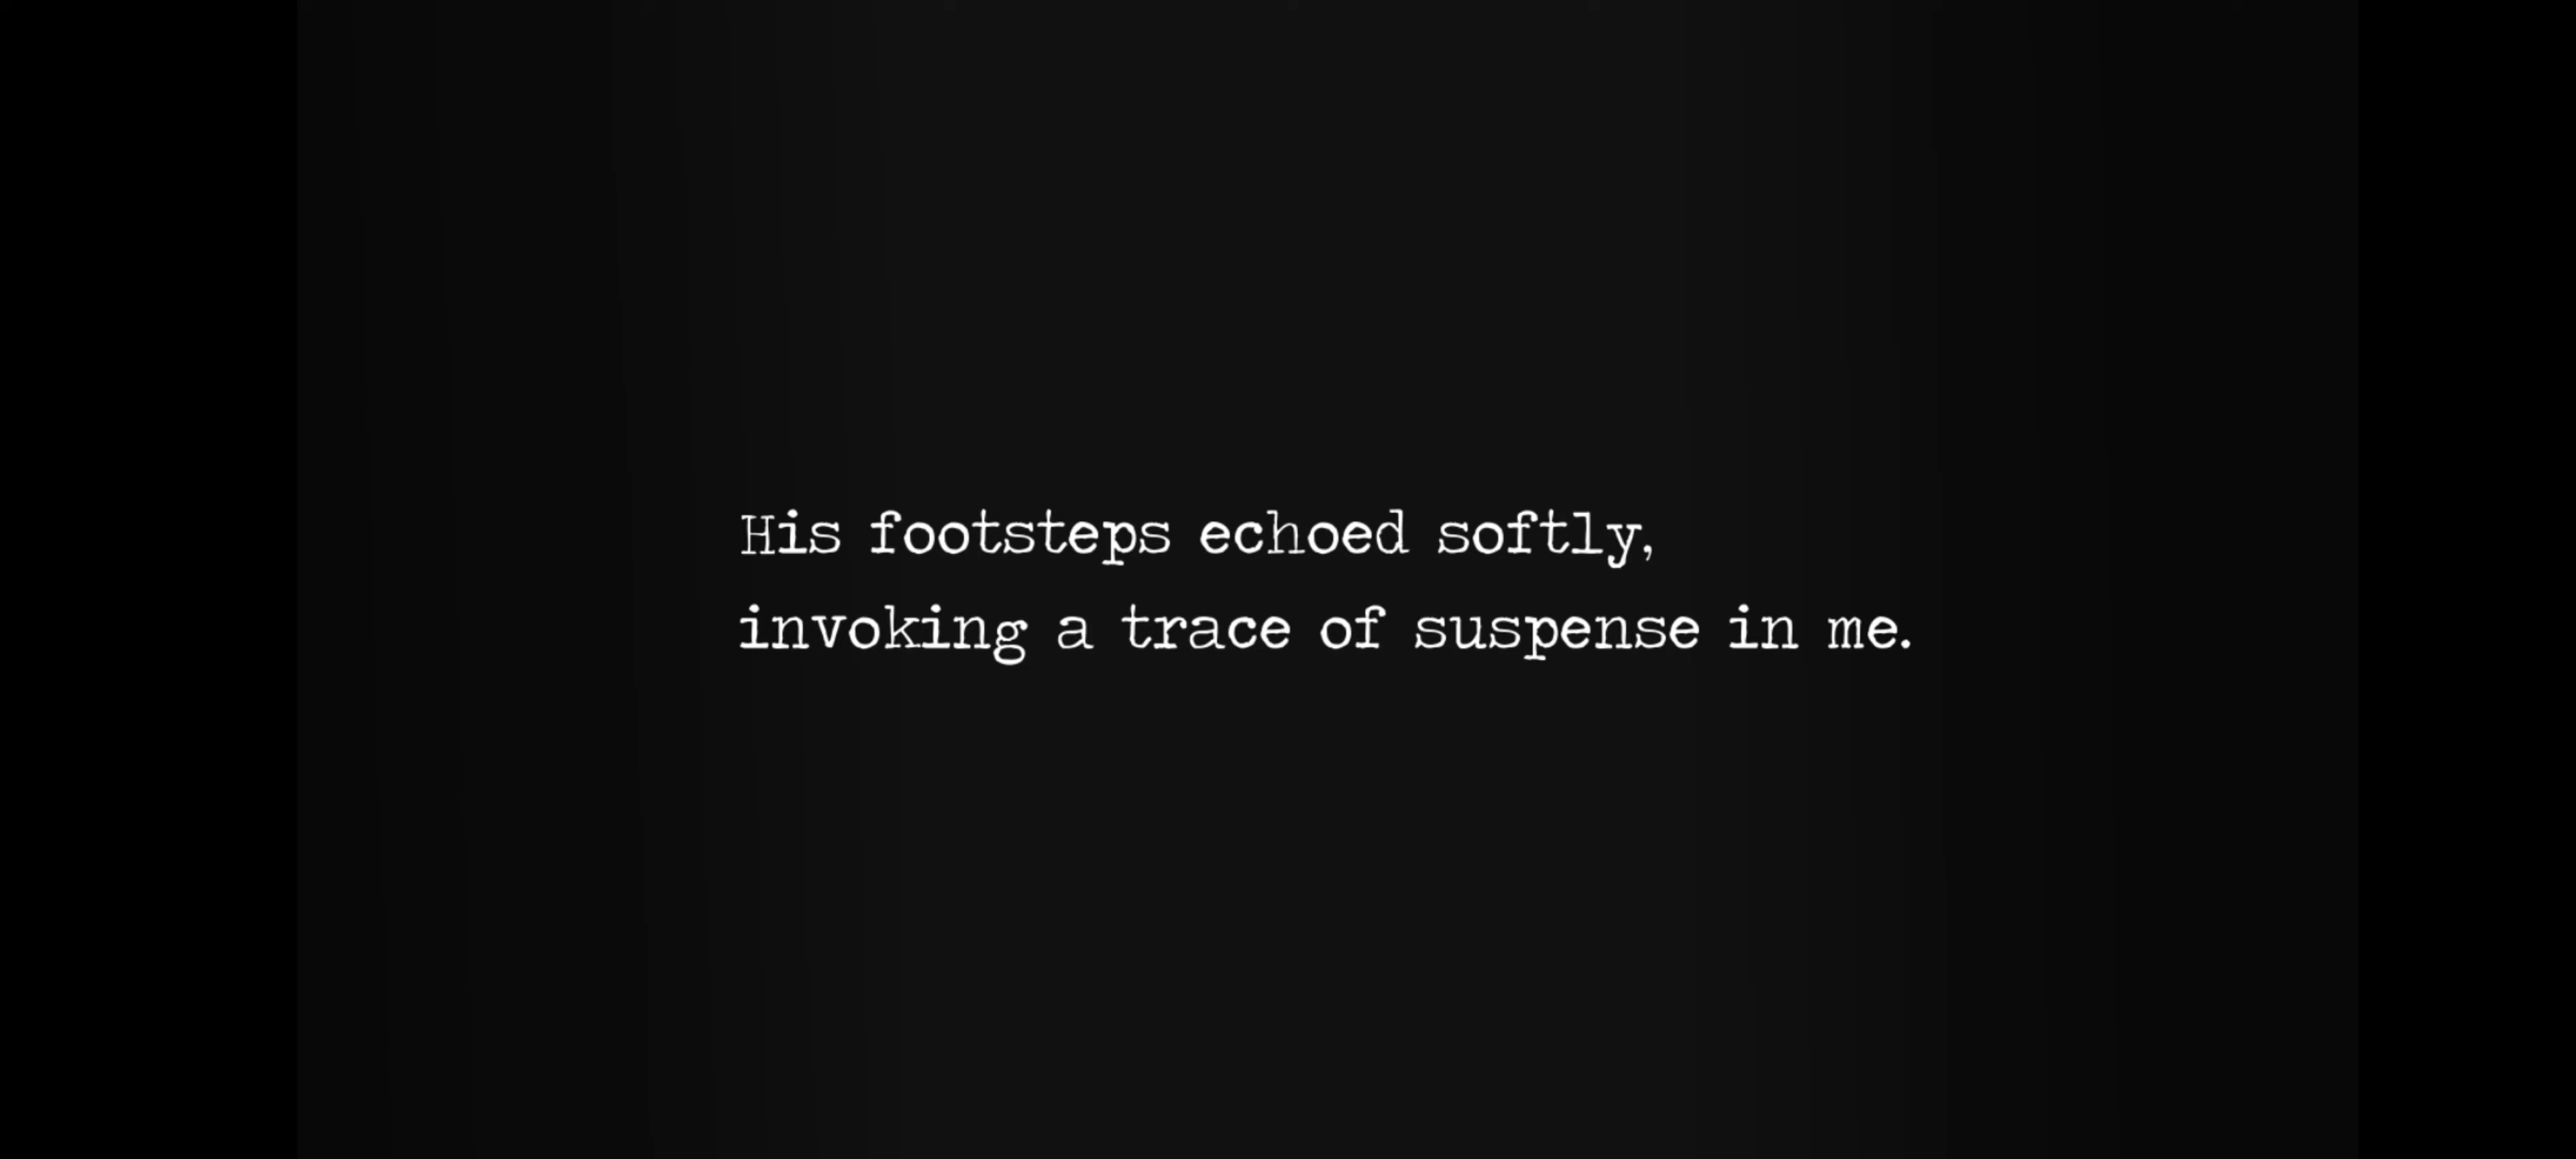 His footsteps echoed softly,
invoking a trace of suspense in me.